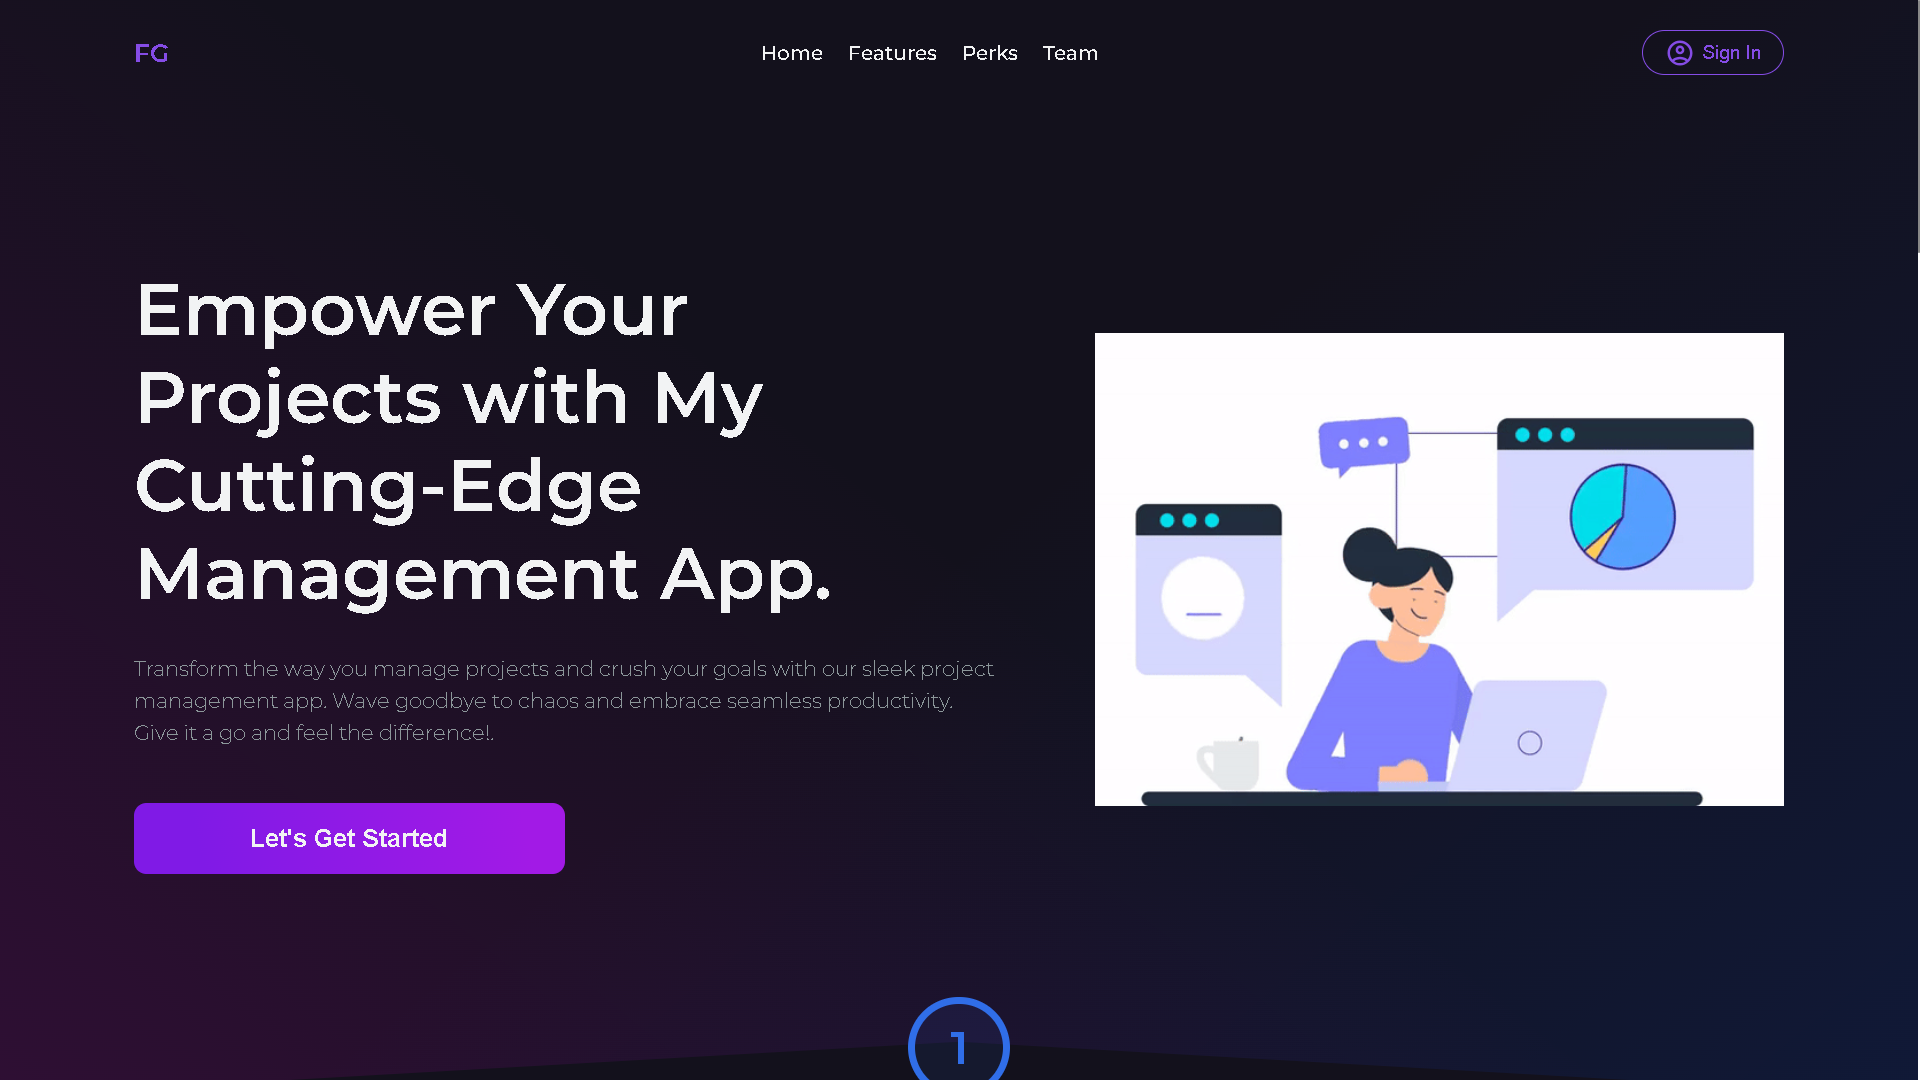 FG
Home Features Perks Team
Sign In
Empower Your
Projects with My
Cutting-Edge
Management App.
Transform the way you manage projects and crush your goals with our sleek project
management app. Wave goodbye to chaos and embrace seamless productivity.
Give it a go and feel the difference!.
Let's Get Started
1